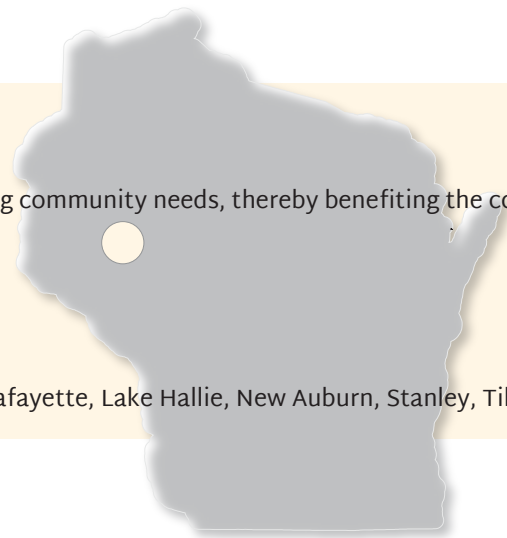 g community needs, thereby benefiting the co
afayette, Lake Hallie, New Auburn, Stanley, Til